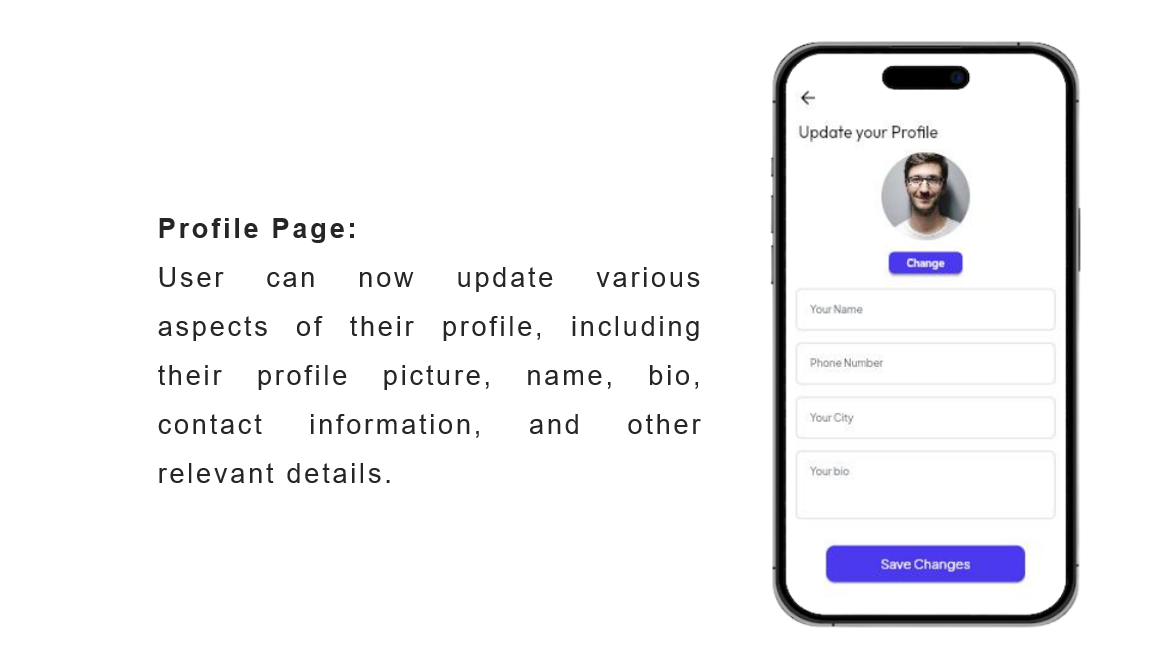 Profile Page:
User can now update various
aspects of their profile, including
their profile picture, name, bio,
contact information, and other
relevant details.
Update your Profile
Change
Your Name
Phone Number
Your City
Your bio
Save Changes